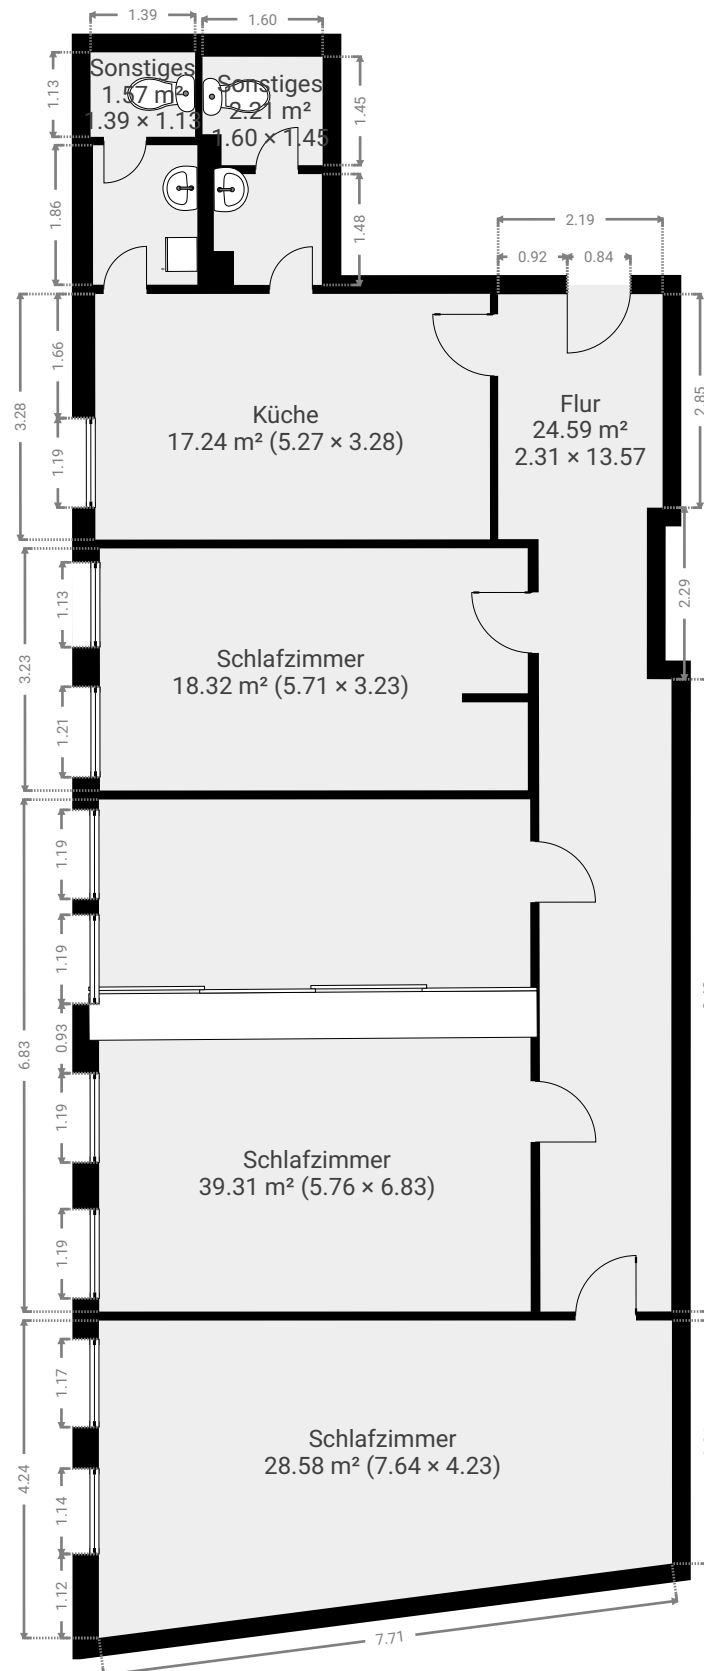 1.39
1.60
Sonstiges
1.57 m²
1.39 × 1.13
Sonstiges
2.21 m²
1.60 × 1.45
1.13
1.45
1.86
1.48
2.19
0.92
0.84
3.28
1.66
1.19
Küche
17.24 m² (5.27 × 3.28)
Flur
24.59 m²
2.31 × 13.57
2.85
2.29
3.23
1.13
1.21
Schlafzimmer
18.32 m² (5.71 × 3.23)
6.83
1.19
1.19
0.93
1.19
1.19
Schlafzimmer
39.31 m² (5.76 × 6.83)
4.24
1.17
1.14
1.12
Schlafzimmer
28.58 m² (7.64 × 4.23)
7.71